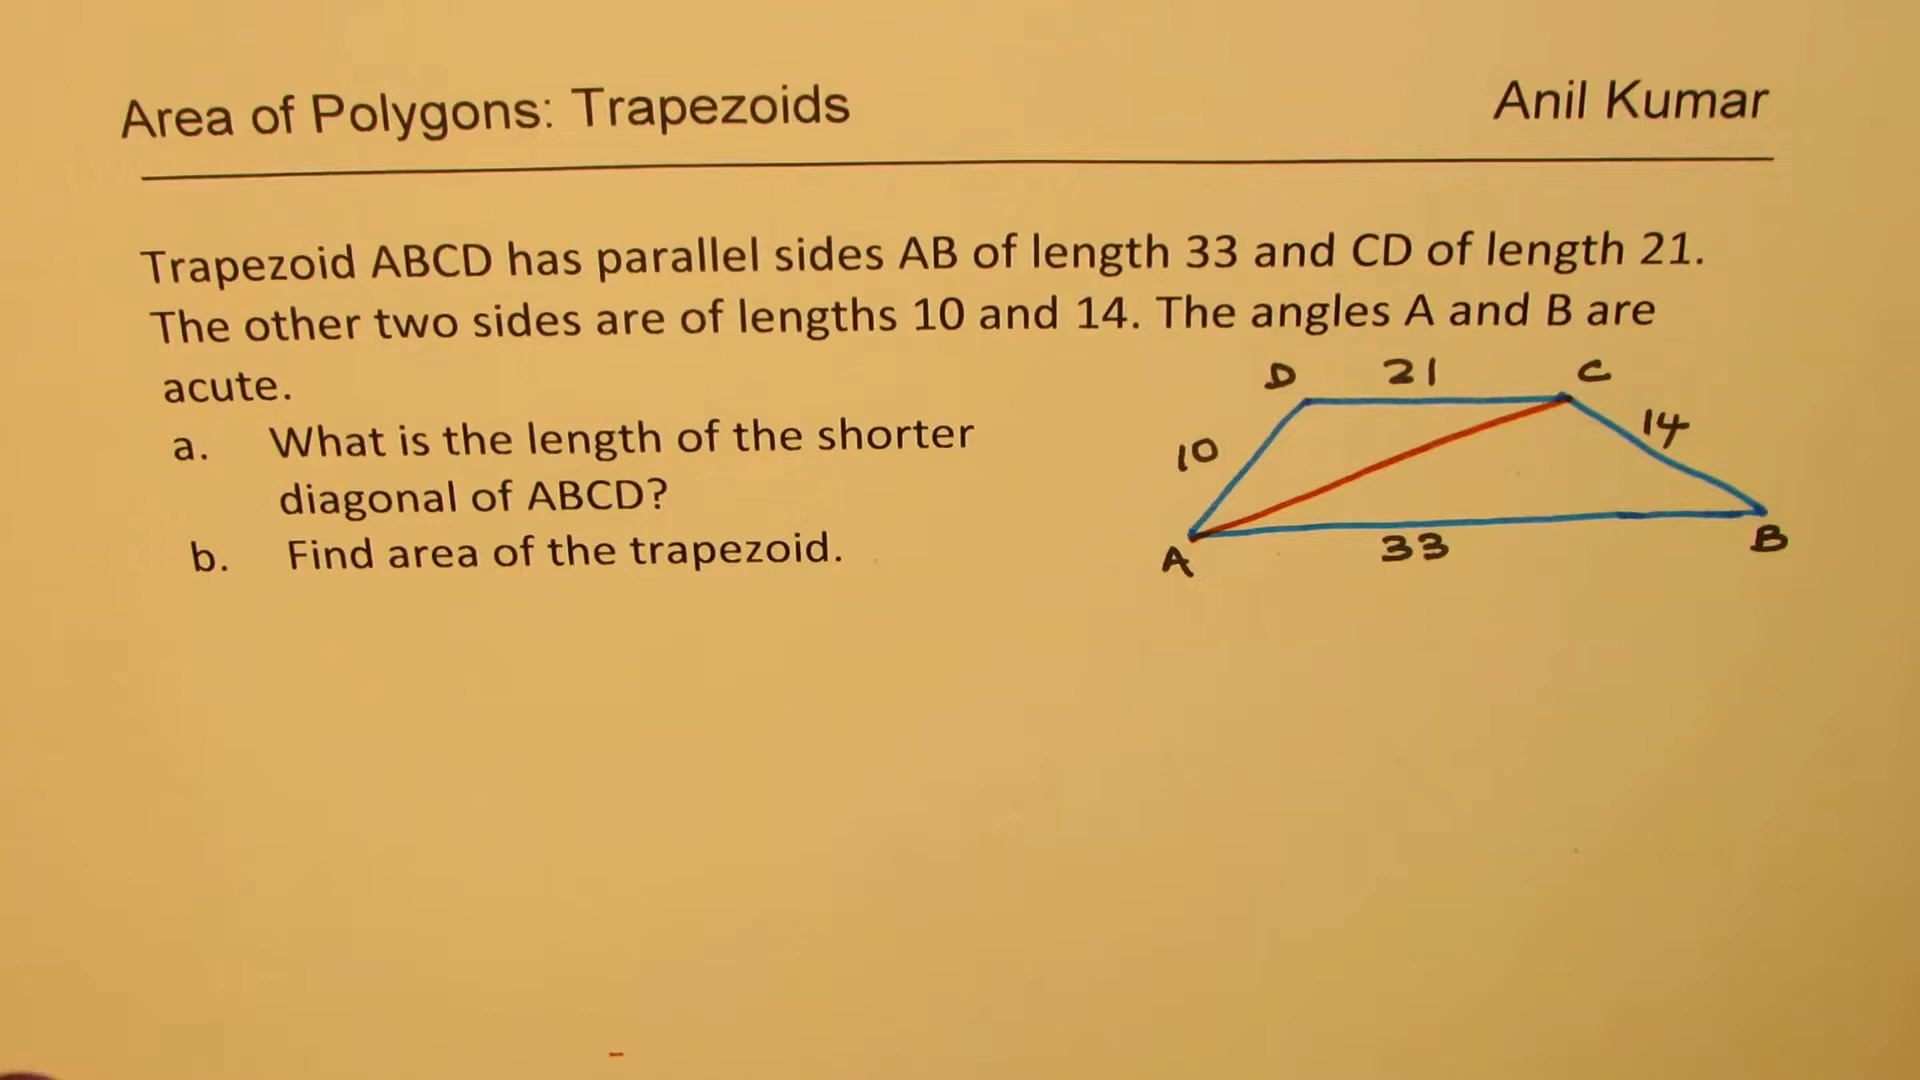 Area of Polygons: Trapezoids
Anil Kumar
Trapezoid ABCD has parallel sides AB of length 33 and CD of length 21.
The other two sides are of lengths 10 and 14. The angles A and B are
acute.
D 21 C
a. What is the length of the shorter
14
10
diagonal of ABCD?
b. Find area of the trapezoid.
A 33 B